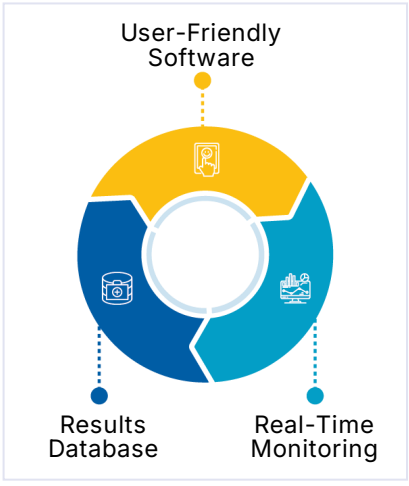 User-Friendly
Software
Results
Database
Real-Time
Monitoring